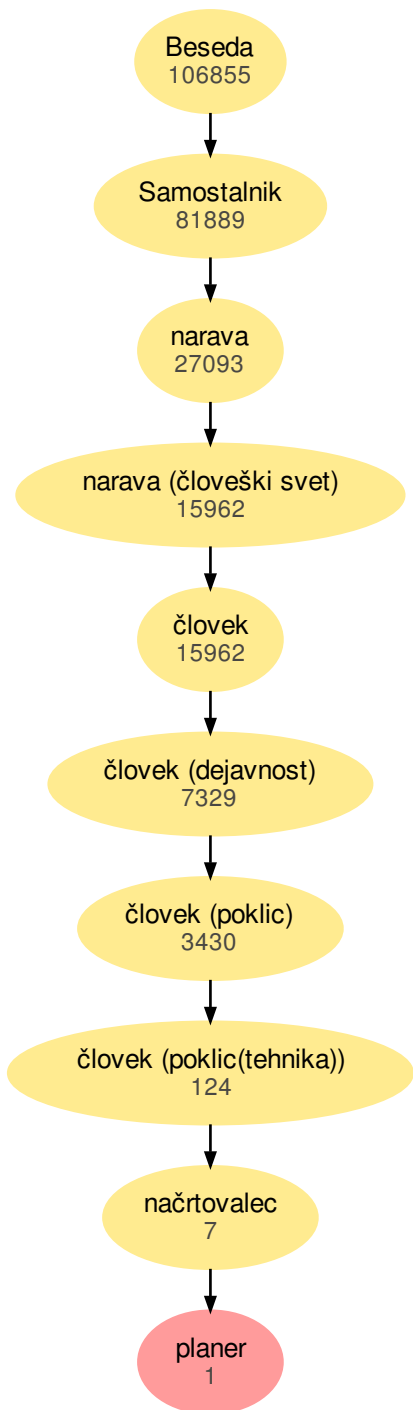 Beseda
106855
Samostalnik
81889
narava
27093
narava (človeški svet)
15962
človek
15962
človek (dejavnost)
7329
človek (poklic)
3430
človek (poklic(tehnika))
124
načrtovalec
7
planer
1